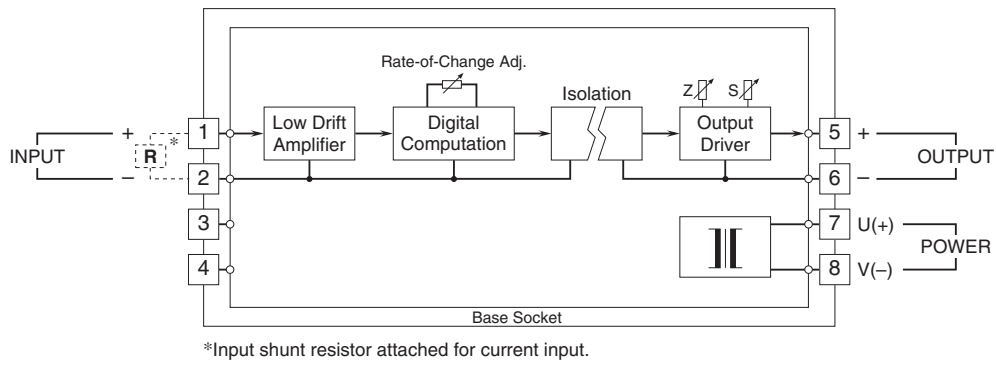 Rate-of-Change Adj.
Isolation
Z
S
Low Drift
Amplifier
Digital
Computation
Output
Driver
INPUT
+
–
R
*
1
2
3
4
5
+
6
–
OUTPUT
7
U(+)
8
V(–)
POWER
Base Socket
*Input shunt resistor attached for current input.